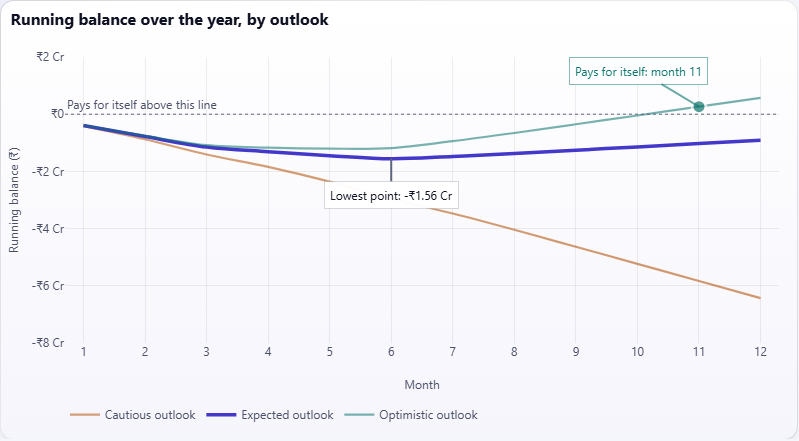 Running balance over the year, by outlook
₹2 Cr
Pays for itself: month 11
Pays for itself above this line
₹0
-₹2 Cr
Lowest point: -₹1.56 Cr
-₹4 Cr
-₹6 Cr
-₹8 Cr
Running balance (₹)
1 2 3 4 5 6 7 8 9 10 11 12
Month
Cautious outlook Expected outlook Optimistic outlook